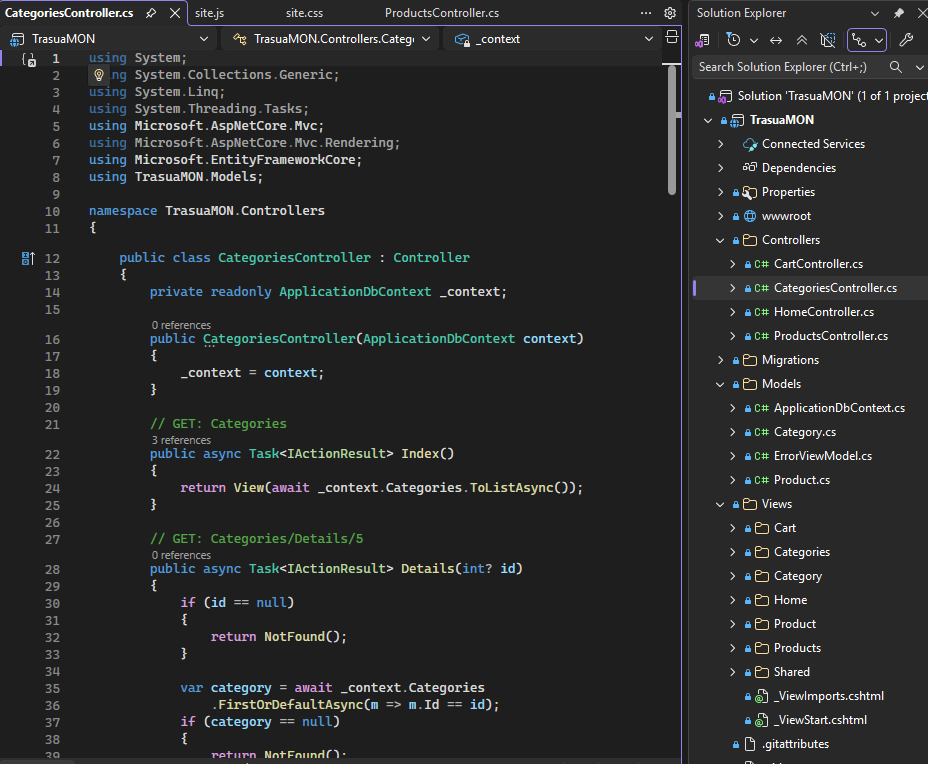 CategoriesController.cs
site.js
site.css
ProductsController.cs
TrasuaMON
TrasuaMON.Controllers.Catego
_context
1 using System;
2 ng System.Collections.Generic;
3 using System.Linq;
4 using System.Threading.Tasks;
5 using Microsoft.AspNetCore.Mvc;
6 using Microsoft.AspNetCore.Mvc.Rendering;
7 using Microsoft.EntityFrameworkCore;
8 using TrasuaMON.Models;
9
10 namespace TrasuaMON.Controllers
11 {
12 public class CategoriesController : Controller
13 {
14 private readonly ApplicationDbContext _context;
15
0 references
16 public CategoriesController(ApplicationDbContext context)
17 {
18 _context = context;
19 }
20
21 // GET: Categories
3 references
22 public async Task<IActionResult> Index()
23 {
24 return View(await _context.Categories.ToListAsync());
25 }
26
27 // GET: Categories/Details/5
0 references
28 public async Task<IActionResult> Details(int? id)
29 {
30 if (id == null)
31 {
32 return NotFound();
33 }
34
35 var category = await _context.Categories
36 .FirstOrDefaultAsync(m => m.Id == id);
37 if (category == null)
38 {
39 return NotFound();
Solution Explorer
Search Solution Explorer (Ctrl+;)
Solution 'TrasuaMON' (1 of 1 project
TrasuaMON
Connected Services
Dependencies
Properties
wwwroot
Controllers
C# CartController.cs
C# CategoriesController.cs
C# HomeController.cs
C# ProductsController.cs
Migrations
Models
C# ApplicationDbContext.cs
C# Category.cs
C# ErrorViewModel.cs
C# Product.cs
Views
Cart
Categories
Category
Home
Product
Products
Shared
_ViewImports.cshtml
_ViewStart.cshtml
.gitattributes